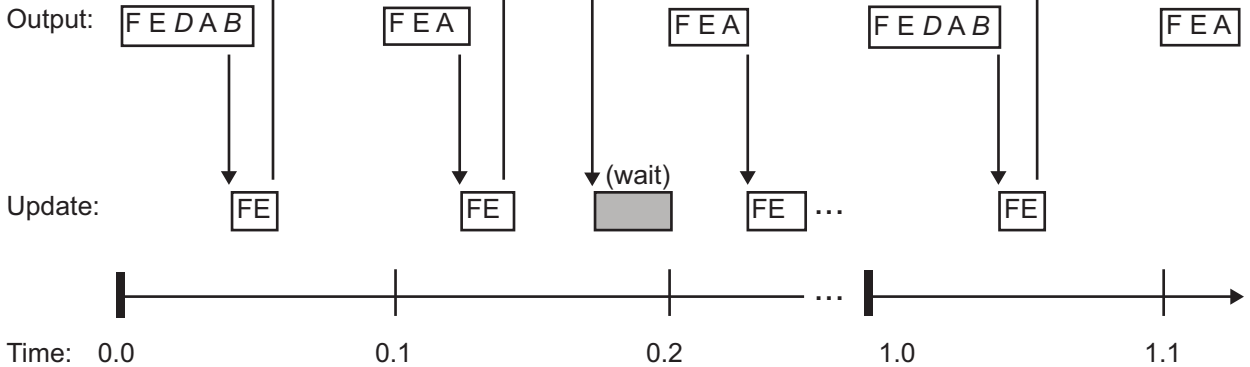 Output: F E D A B F E A F E A F E D A B F E A
(wait)
Update: FE FE FE ... FE
...
Time: 0.0 0.1 0.2 1.0 1.1